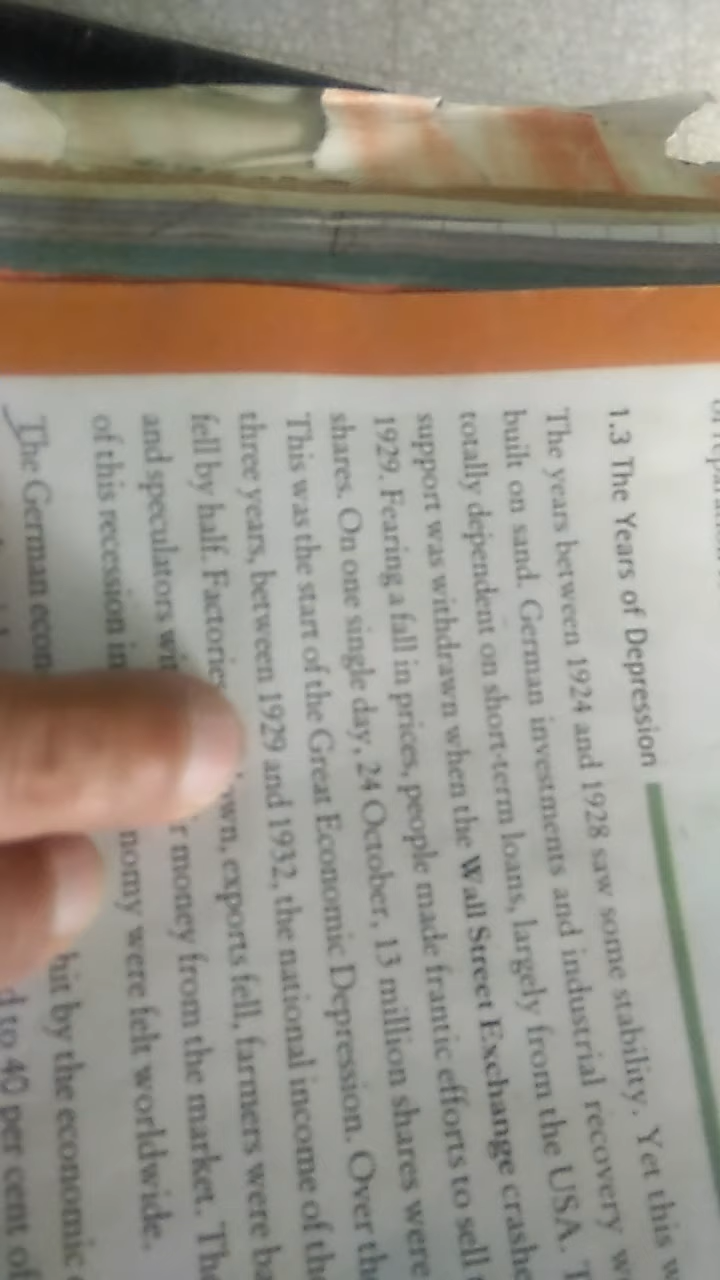 1.3 The Years of Depression
The years between 1924 and 1928 saw some stability. Yet this w
built on sand. German investments and industrial recovery w
totally dependent on short-term loans, largely from the USA. T
support was withdrawn when the Wall Street Exchange crashe
1929. Fearing a fall in prices, people made frantic efforts to sell
shares. On one single day, 24 October, 13 million shares were
This was the start of the Great Economic Depression. Over th
three years, between 1929 and 1932, the national income of th
fell by half. Factories own, exports fell, farmers were ba
and speculators wi r money from the market. The
of this recession in nomy were felt worldwide.
The German econ hit by the economic
d to 40 per cent of